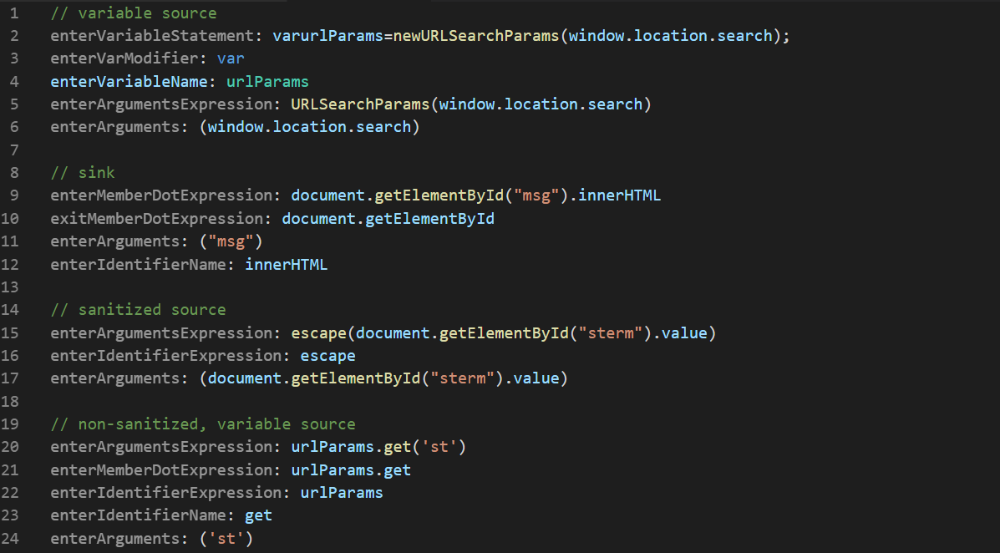 1 // variable source
2 enterVariableStatement: varurlParams=newURLSearchParams(window.location.search);
3 enterVarModifier: var
4 enterVariableName: urlParams
5 enterArgumentsExpression: URLSearchParams(window.location.search)
6 enterArguments: (window.location.search)
7
8 // sink
9 enterMemberDotExpression: document.getElementById("msg").innerHTML
10 exitMemberDotExpression: document.getElementById
11 enterArguments: ("msg")
12 enterIdentifierName: innerHTML
13
14 // sanitized source
15 enterArgumentsExpression: escape(document.getElementById("sterm").value)
16 enterIdentifierExpression: escape
17 enterArguments: (document.getElementById("sterm").value)
18
19 // non-sanitized, variable source
20 enterArgumentsExpression: urlParams.get('st')
21 enterMemberDotExpression: urlParams.get
22 enterIdentifierExpression: urlParams
23 enterIdentifierName: get
24 enterArguments: ('st')